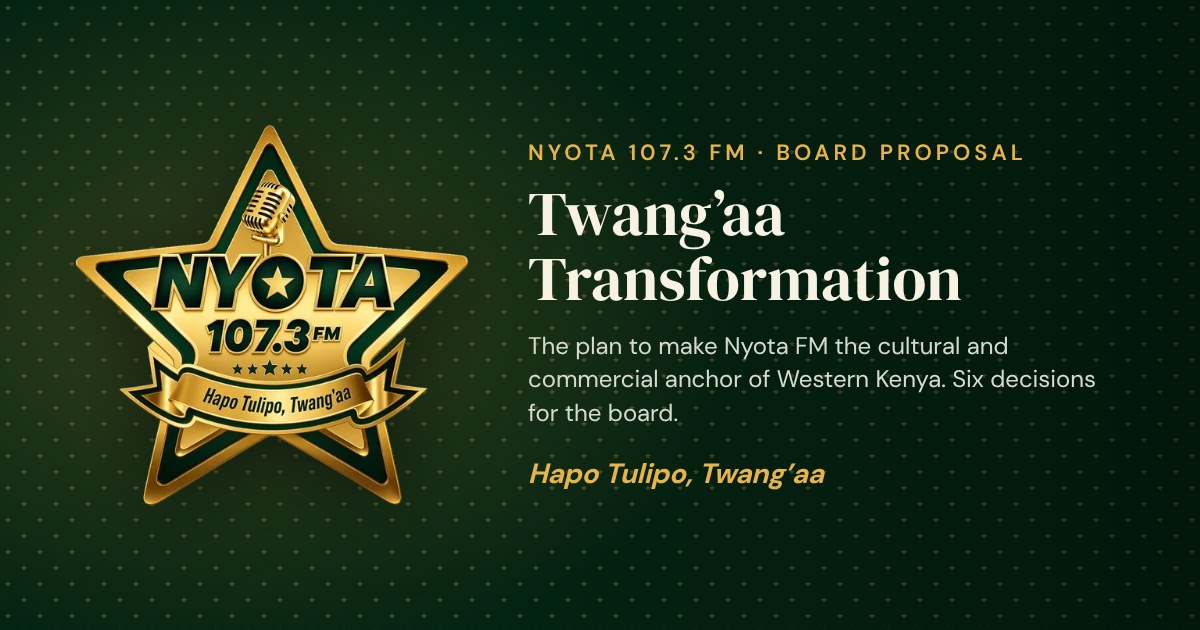 NYOTA
107.3 FM
Hapo Tulipo, Twang'aa
NYOTA 107.3 FM · BOARD PROPOSAL
Twang’aa
Transformation
The plan to make Nyota FM the cultural and
commercial anchor of Western Kenya. Six decisions
for the board.
Hapo Tulipo, Twang’aa